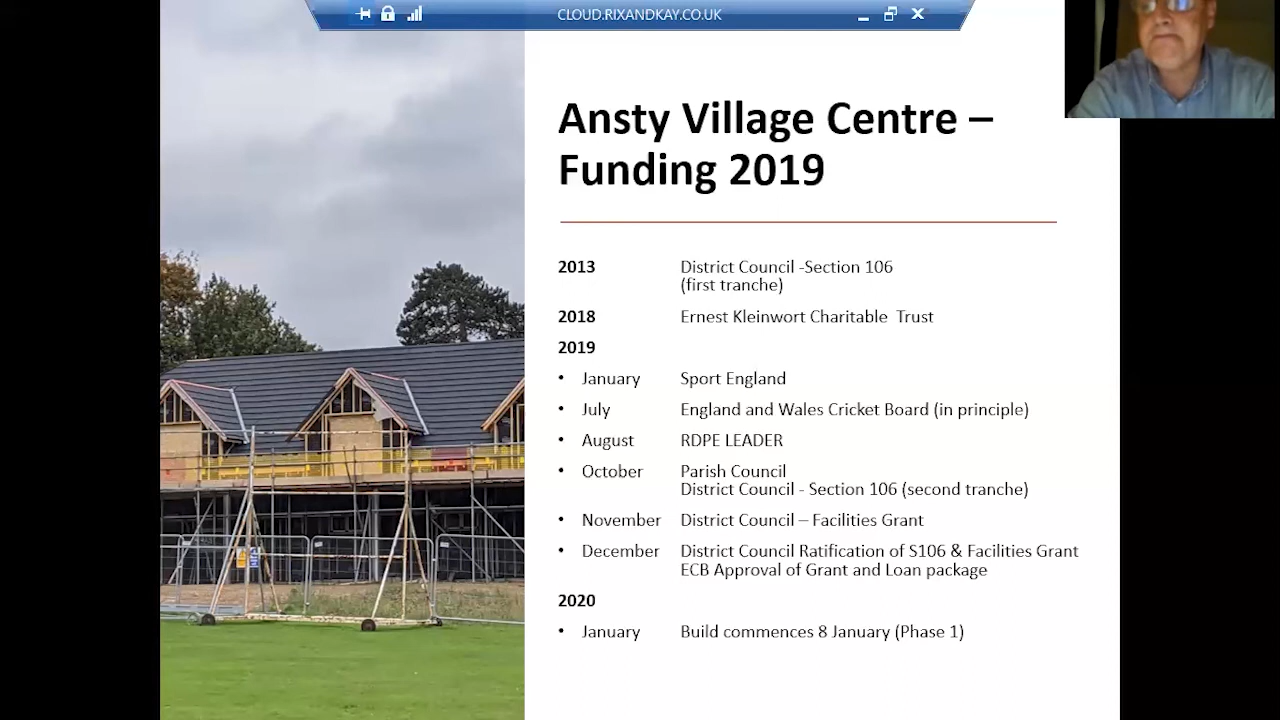 CLOUD.RIXANDKAY.CO.UK
Ansty Village Centre –
Funding 2019
2013 District Council -Section 106
(first tranche)
2018 Ernest Kleinwort Charitable Trust
2019
• January Sport England
• July England and Wales Cricket Board (in principle)
• August RDPE LEADER
• October Parish Council
District Council - Section 106 (second tranche)
• November District Council – Facilities Grant
• December District Council Ratification of S106 & Facilities Grant
ECB Approval of Grant and Loan package
2020
• January Build commences 8 January (Phase 1)